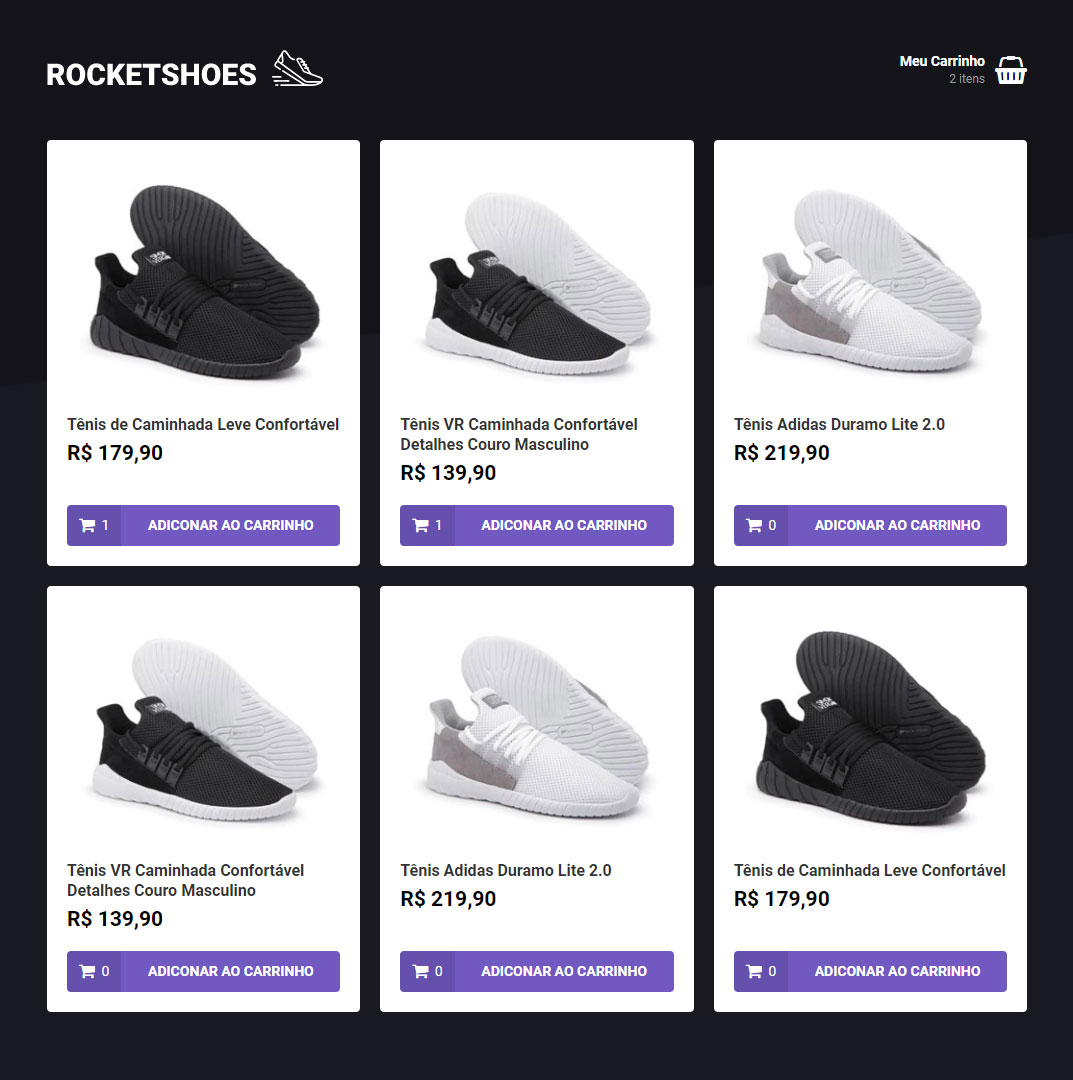 ROCKETSHOES
Meu Carrinho
2 itens
Tênis de Caminhada Leve Confortável
R$ 179,90
1 ADICONAR AO CARRINHO
Tênis VR Caminhada Confortável
Detalhes Couro Masculino
R$ 139,90
1 ADICONAR AO CARRINHO
Tênis Adidas Duramo Lite 2.0
R$ 219,90
0 ADICONAR AO CARRINHO
Tênis VR Caminhada Confortável
Detalhes Couro Masculino
R$ 139,90
0 ADICONAR AO CARRINHO
Tênis Adidas Duramo Lite 2.0
R$ 219,90
0 ADICONAR AO CARRINHO
Tênis de Caminhada Leve Confortável
R$ 179,90
0 ADICONAR AO CARRINHO